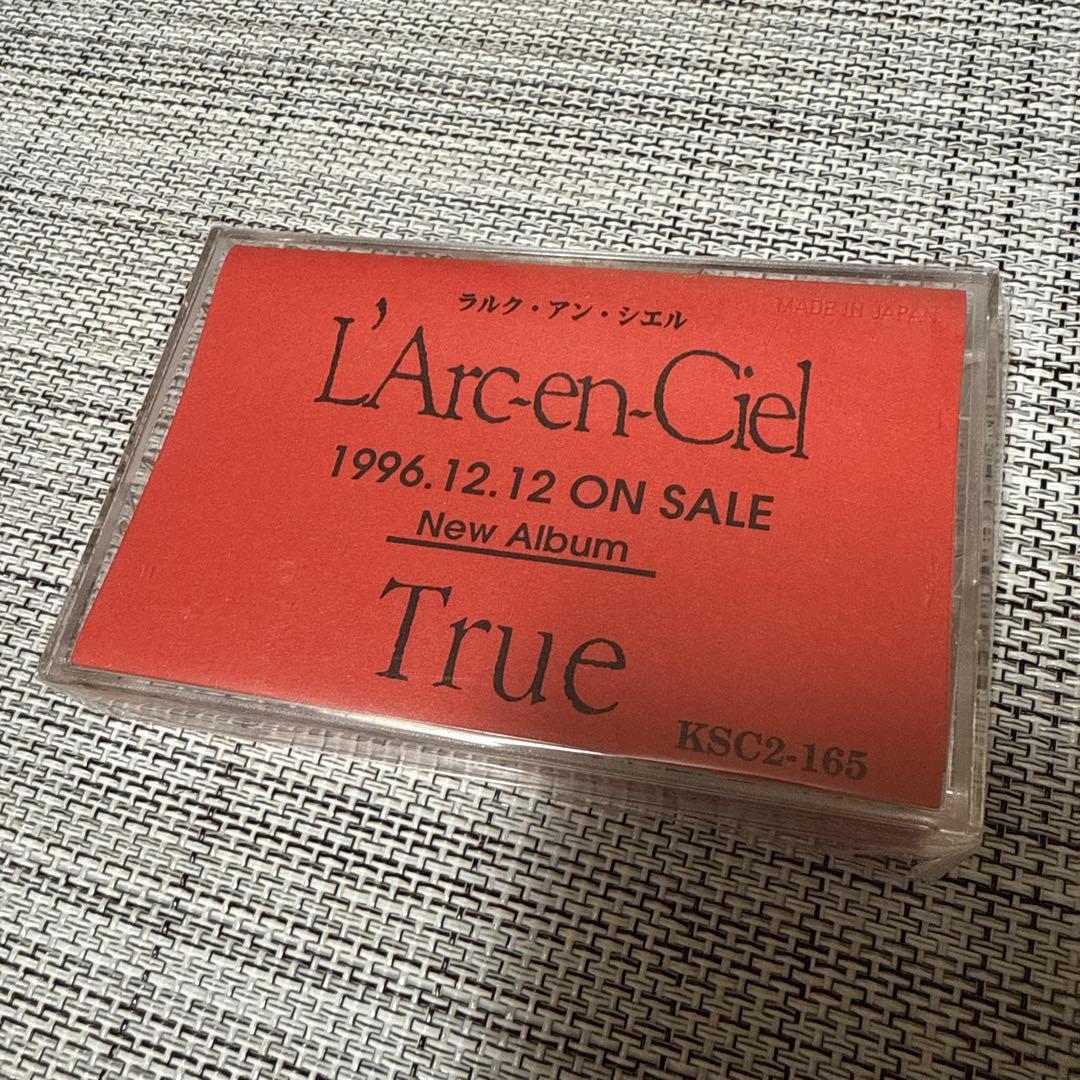 ラルク・アン・シエル
MADE IN JAPAN
L'Arc-en-Ciel
1996.12.12 ON SALE
New Album
True
KSC2-165